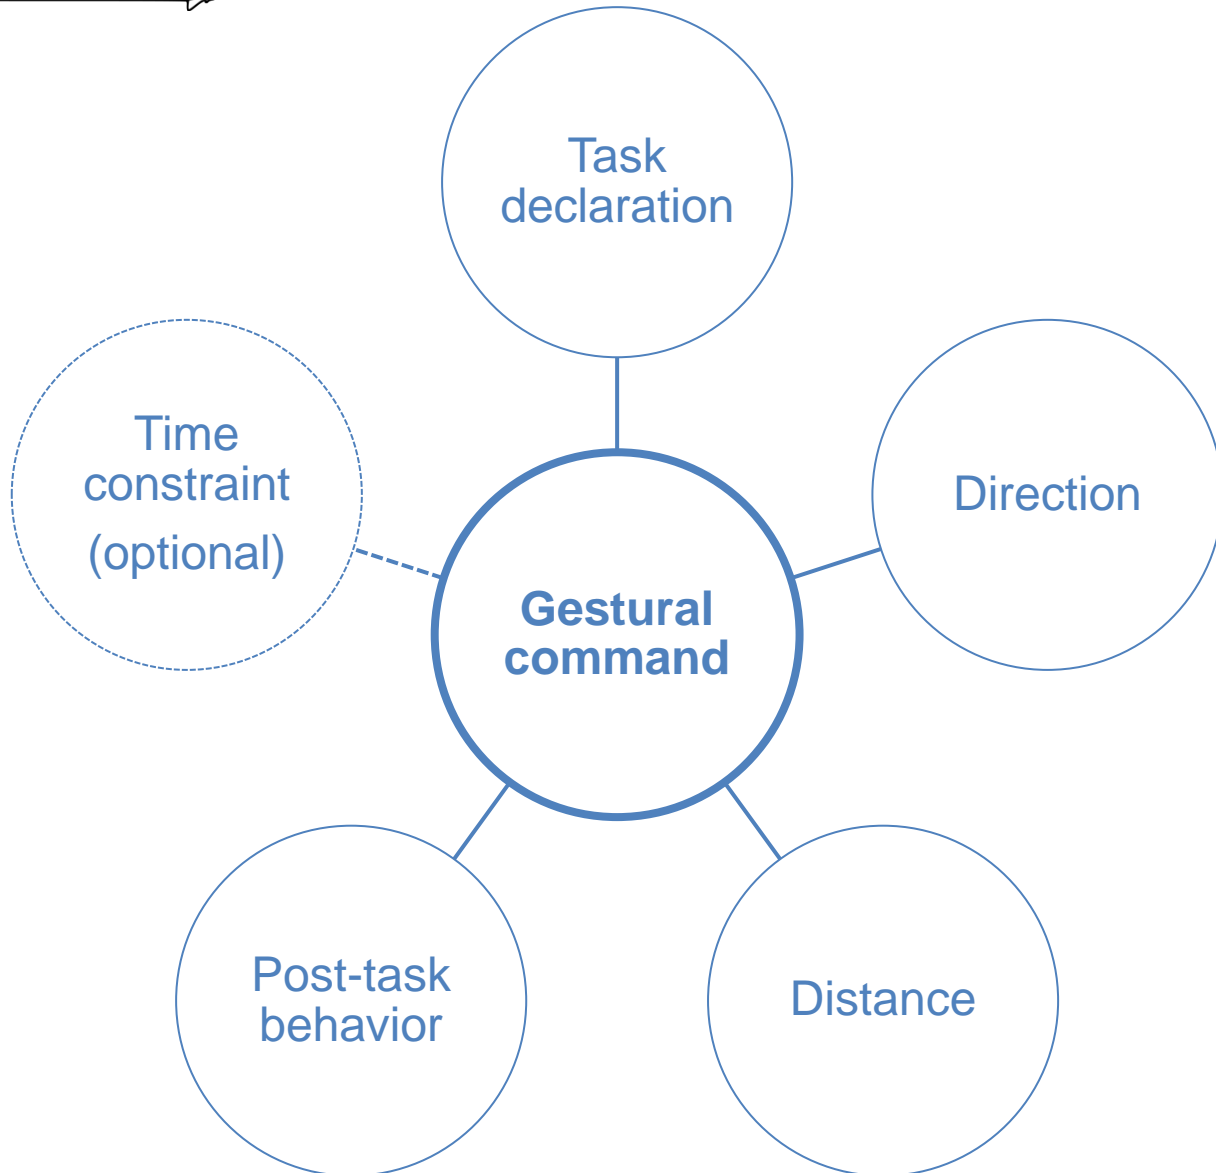 Task
declaration
Time
constraint
(optional)
Direction
Gestural
command
Post-task
behavior
Distance